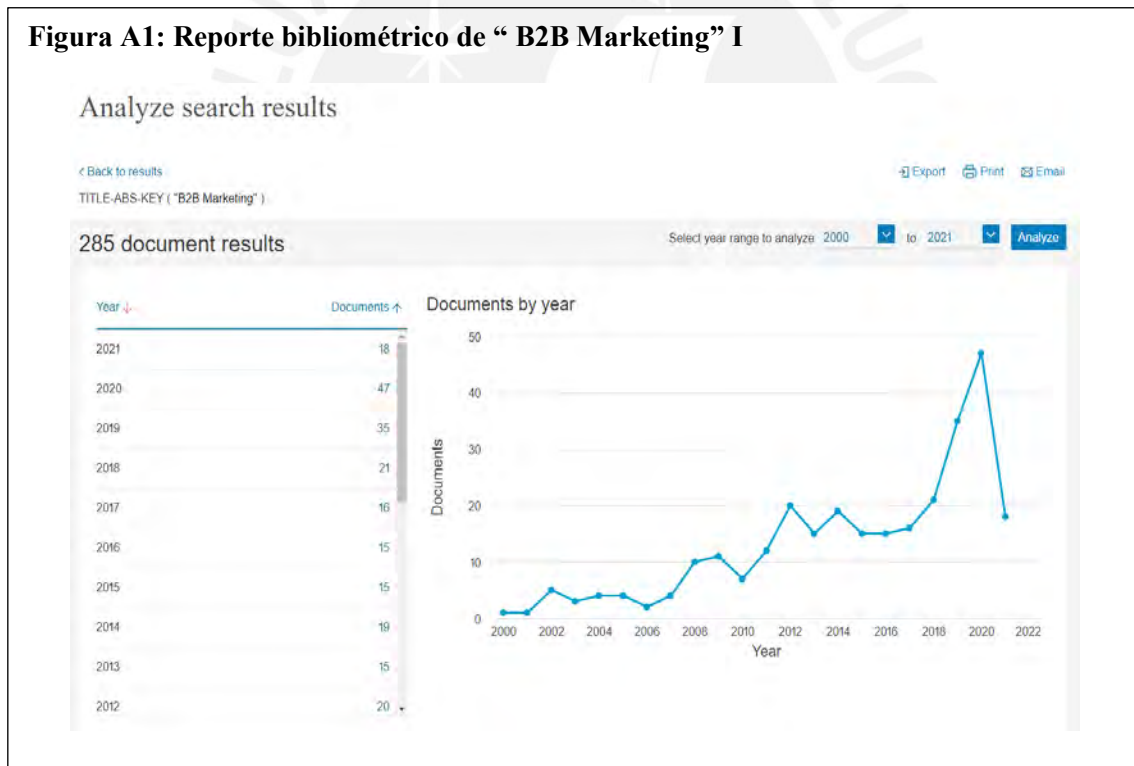 Figura A1: Reporte bibliométrico de “ B2B Marketing” I
Analyze search results
< Back to results
Export Print Email
TITLE-ABS-KEY ( "B2B Marketing" )
285 document results
Select year range to analyze 2000 to 2021 Analyze
Year Documents
2021 18
2020 47
2019 35
2018 21
2017 16
2016 15
2015 15
2014 19
2013 15
2012 20
Documents by year
Documents
50
40
30
20
10
0
2000 2002 2004 2006 2008 2010 2012 2014 2016 2018 2020 2022
Year